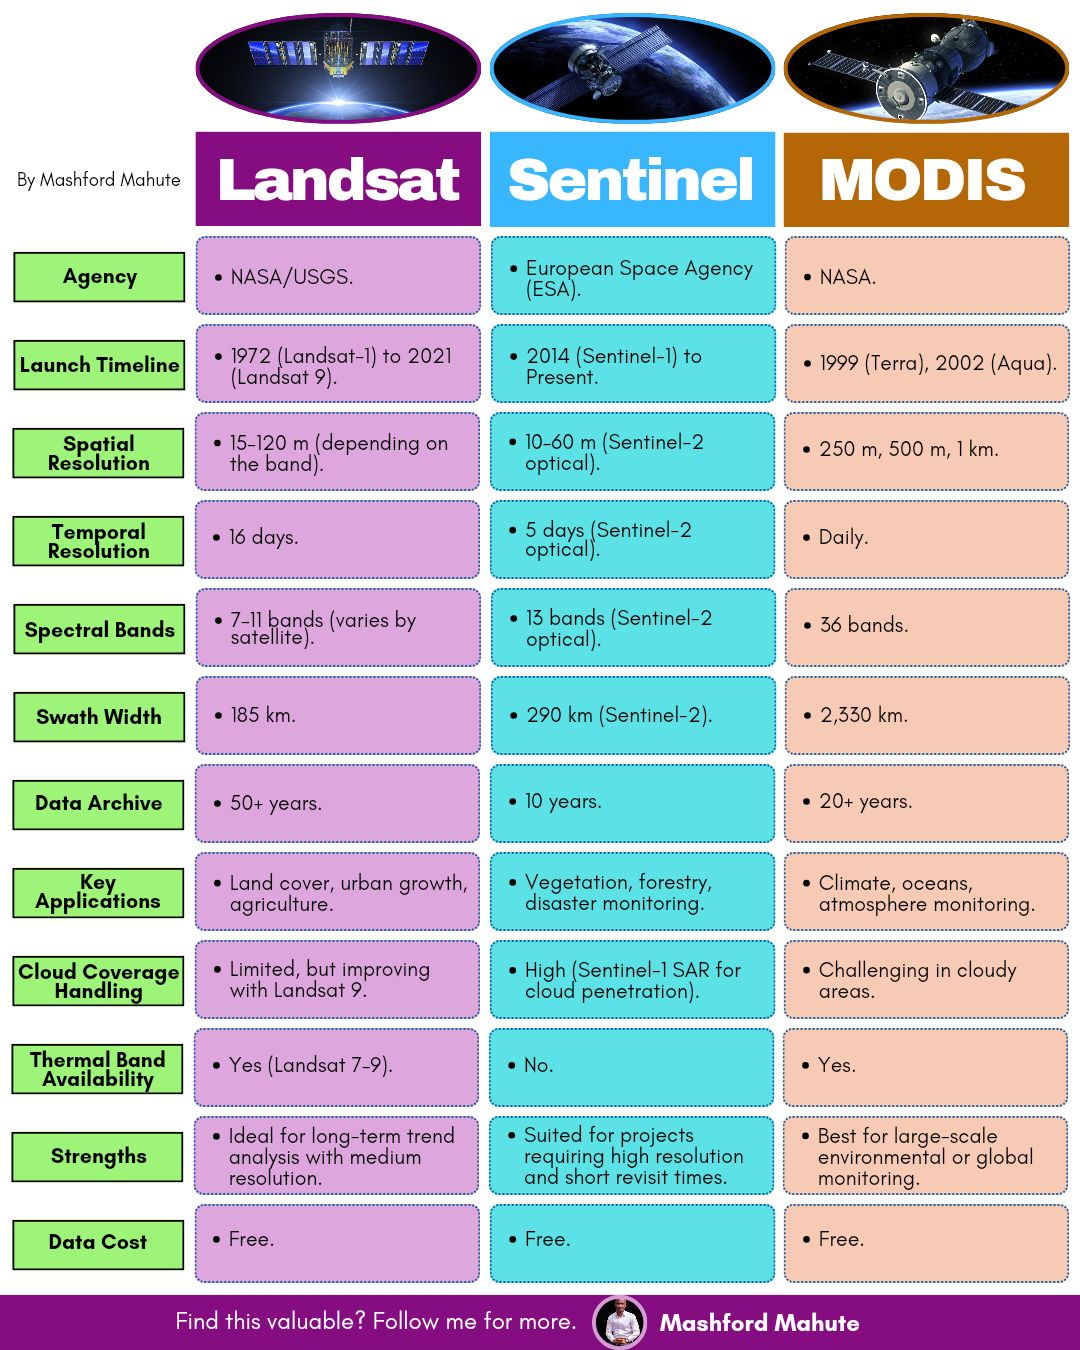 By Mashford Mahute
Landsat
Sentinel
MODIS
Agency
• NASA/USGS.
• European Space Agency
(ESA).
• NASA.
Launch Timeline
• 1972 (Landsat-1) to 2021
(Landsat 9).
• 2014 (Sentinel-1) to
Present.
• 1999 (Terra), 2002 (Aqua).
Spatial
Resolution
• 15-120 m (depending on
the band).
• 10-60 m (Sentinel-2
optical).
• 250 m, 500 m, 1 km.
Temporal
Resolution
• 16 days.
• 5 days (Sentinel-2
optical).
• Daily.
Spectral Bands
• 7-11 bands (varies by
satellite).
• 13 bands (Sentinel-2
optical).
• 36 bands.
Swath Width
• 185 km.
• 290 km (Sentinel-2).
• 2,330 km.
Data Archive
• 50+ years.
• 10 years.
• 20+ years.
Key
Applications
• Land cover, urban growth,
agriculture.
• Vegetation, forestry,
disaster monitoring.
• Climate, oceans,
atmosphere monitoring.
Cloud Coverage
Handling
• Limited, but improving
with Landsat 9.
• High (Sentinel-1 SAR for
cloud penetration).
• Challenging in cloudy
areas.
Thermal Band
Availability
• Yes (Landsat 7-9).
• No.
• Yes.
Strengths
• Ideal for long-term trend
analysis with medium
resolution.
• Suited for projects
requiring high resolution
and short revisit times.
• Best for large-scale
environmental or global
monitoring.
Data Cost
• Free.
• Free.
• Free.
Find this valuable? Follow me for more.
Mashford Mahute